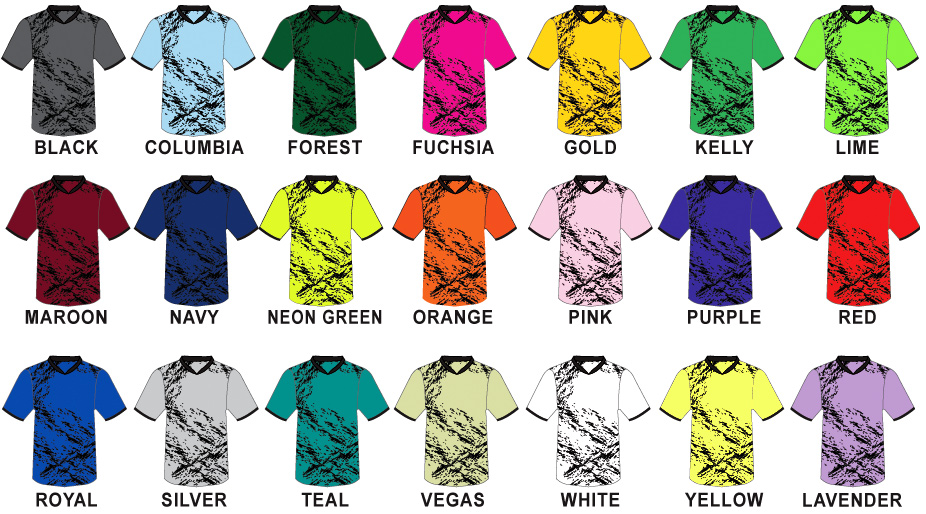 BLACK COLUMBIA FOREST FUCHSIA GOLD KELLY LIME
MAROON NAVY NEON GREEN ORANGE PINK PURPLE RED
ROYAL SILVER TEAL VEGAS WHITE YELLOW LAVENDER